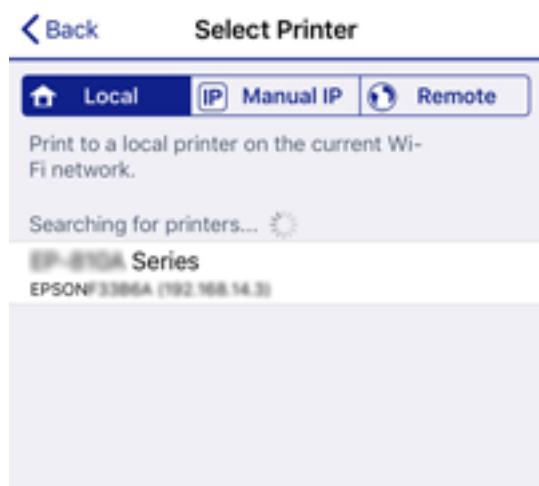 Back
Select Printer
Local
IP Manual IP
Remote
Print to a local printer on the current Wi-
Fi network.
Searching for printers...
Series
EPSON